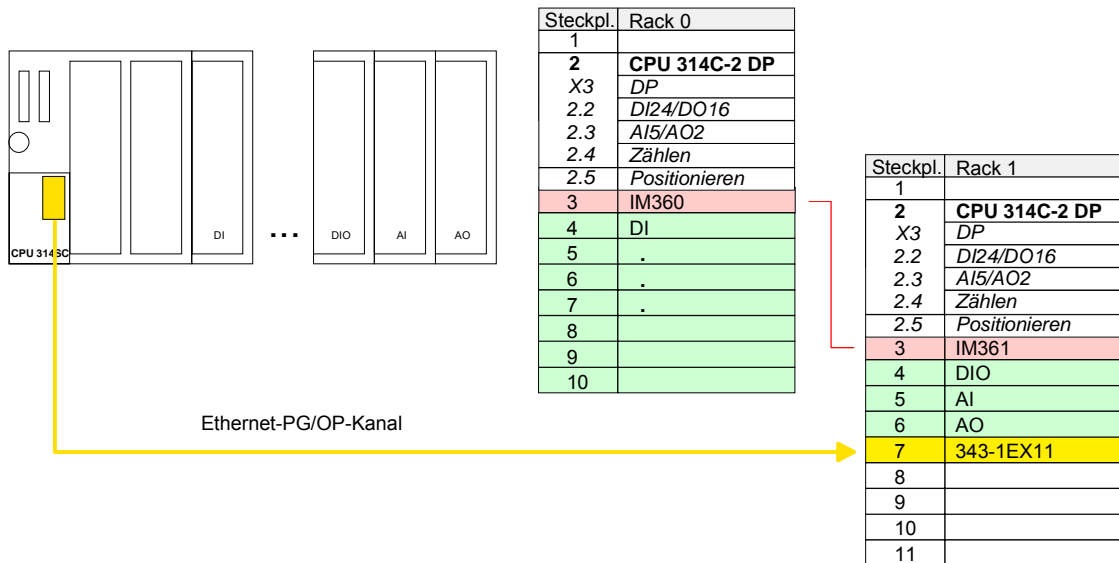 CPU 314SC
DI
...
DIO
AI
AO
Ethernet-PG/OP-Kanal
Steckpl. Rack 0
1
2 CPU 314C-2 DP
X3 DP
2.2 DI24/DO16
2.3 AI5/AO2
2.4 Zählen
2.5 Positionieren
3 IM360
4 DI
5 .
6 .
7 .
8
9
10
Steckpl. Rack 1
1
2 CPU 314C-2 DP
X3 DP
2.2 DI24/DO16
2.3 AI5/AO2
2.4 Zählen
2.5 Positionieren
3 IM361
4 DIO
5 AI
6 AO
7 343-1EX11
8
9
10
11